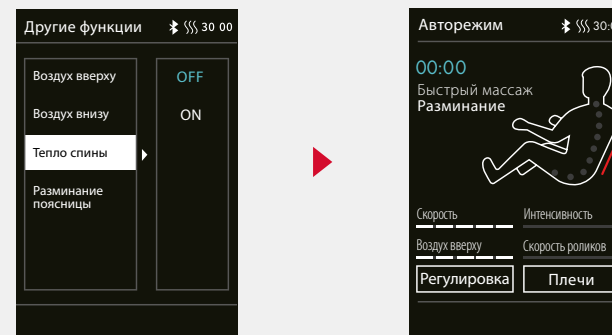 Другие функции 30 00
Воздух вверху
Воздух внизу
Тепло спины
Разминание
поясницы
OFF
ON
Авторежим
00:00
Быстрый массаж
Разминание
Скорость Интенсивность
Воздух вверху Скорость роликов
Регулировка Плечи